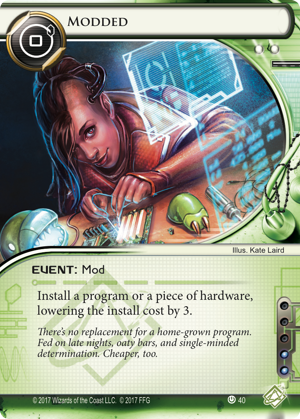 0
MODDED
Illus. Kate Laird
EVENT: Mod
Install a program or a piece of hardware,
lowering the install cost by 3.
There's no replacement for a home-grown program.
Fed on late nights, oaty bars, and single-minded
determination. Cheaper, too.
© 2017 Wizards of the Coast LLC. © 2017 FFG
40